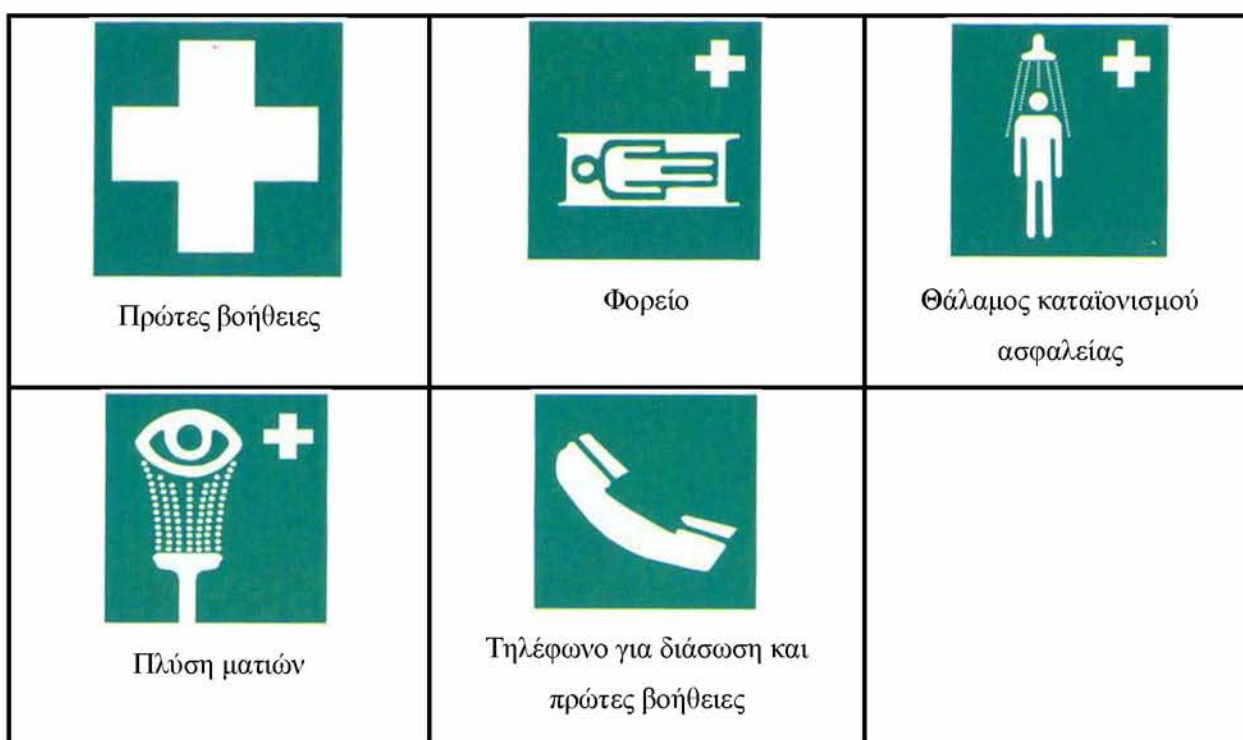 Πρώτες βοήθειες
Φορείο
Θάλαμος καταϊονισμού
ασφαλείας
Πλύση ματιών
Τηλέφωνο για διάσωση και
πρώτες βοήθειες